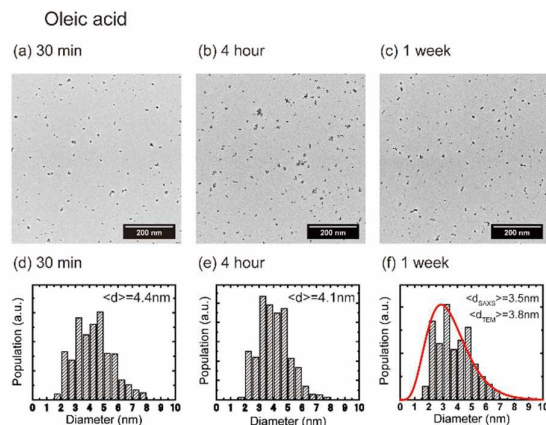 Oleic acid
(a) 30 min
(b) 4 hour
(c) 1 week
200 nm
200 nm
200 nm
(d) 30 min
(e) 4 hour
(f) 1 week
<d>=4.4nm
<d>=4.1nm
<d_SAXS>=3.5nm
<d_TEM>=3.8nm
Population (a.u.)
Population (a.u.)
Population (a.u.)
0 1 2 3 4 5 6 7 8 9 10
0 1 2 3 4 5 6 7 8 9 10
0 1 2 3 4 5 6 7 8 9 10
Diameter (nm)
Diameter (nm)
Diameter (nm)